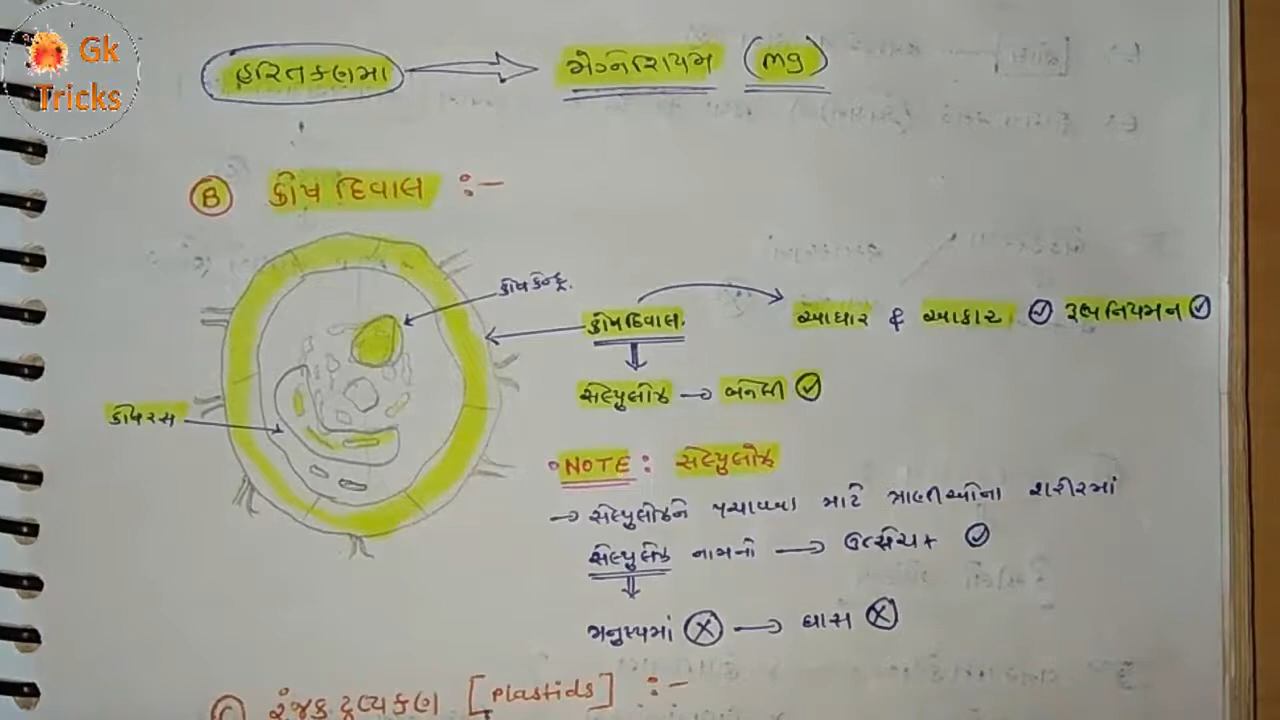 Gk
Tricks
હરિતકણમા → મેગ્નેશિયમ (mg)
B કોષ દિવાલ :-
કોષકેન્દ્ર.
કોષદિવાલ. આધાર & આકાર રૂપ નિયમન
સેલ્યુલોઝ → બનેલી
કોષરસ
NOTE : સેલ્યુલોઝ
→ સેલ્યુલોઝને પચાવવા માટે પ્રાણીઓના શરીરમાં
સેલ્યુલેઝ નામનો → ઉત્સેચક
મનુષ્યમાં X → ઘાસ X
C રંજકદ્રવ્યકણ [Plastids] :-